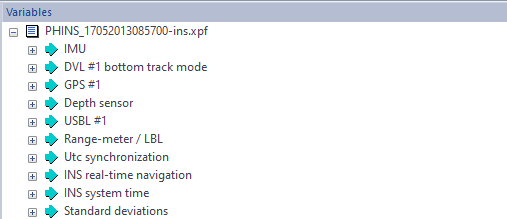 Variables
PHINS_17052013085700-ins.xpf
IMU
DVL #1 bottom track mode
GPS #1
Depth sensor
USBL #1
Range-meter / LBL
Utc synchronization
INS real-time navigation
INS system time
Standard deviations